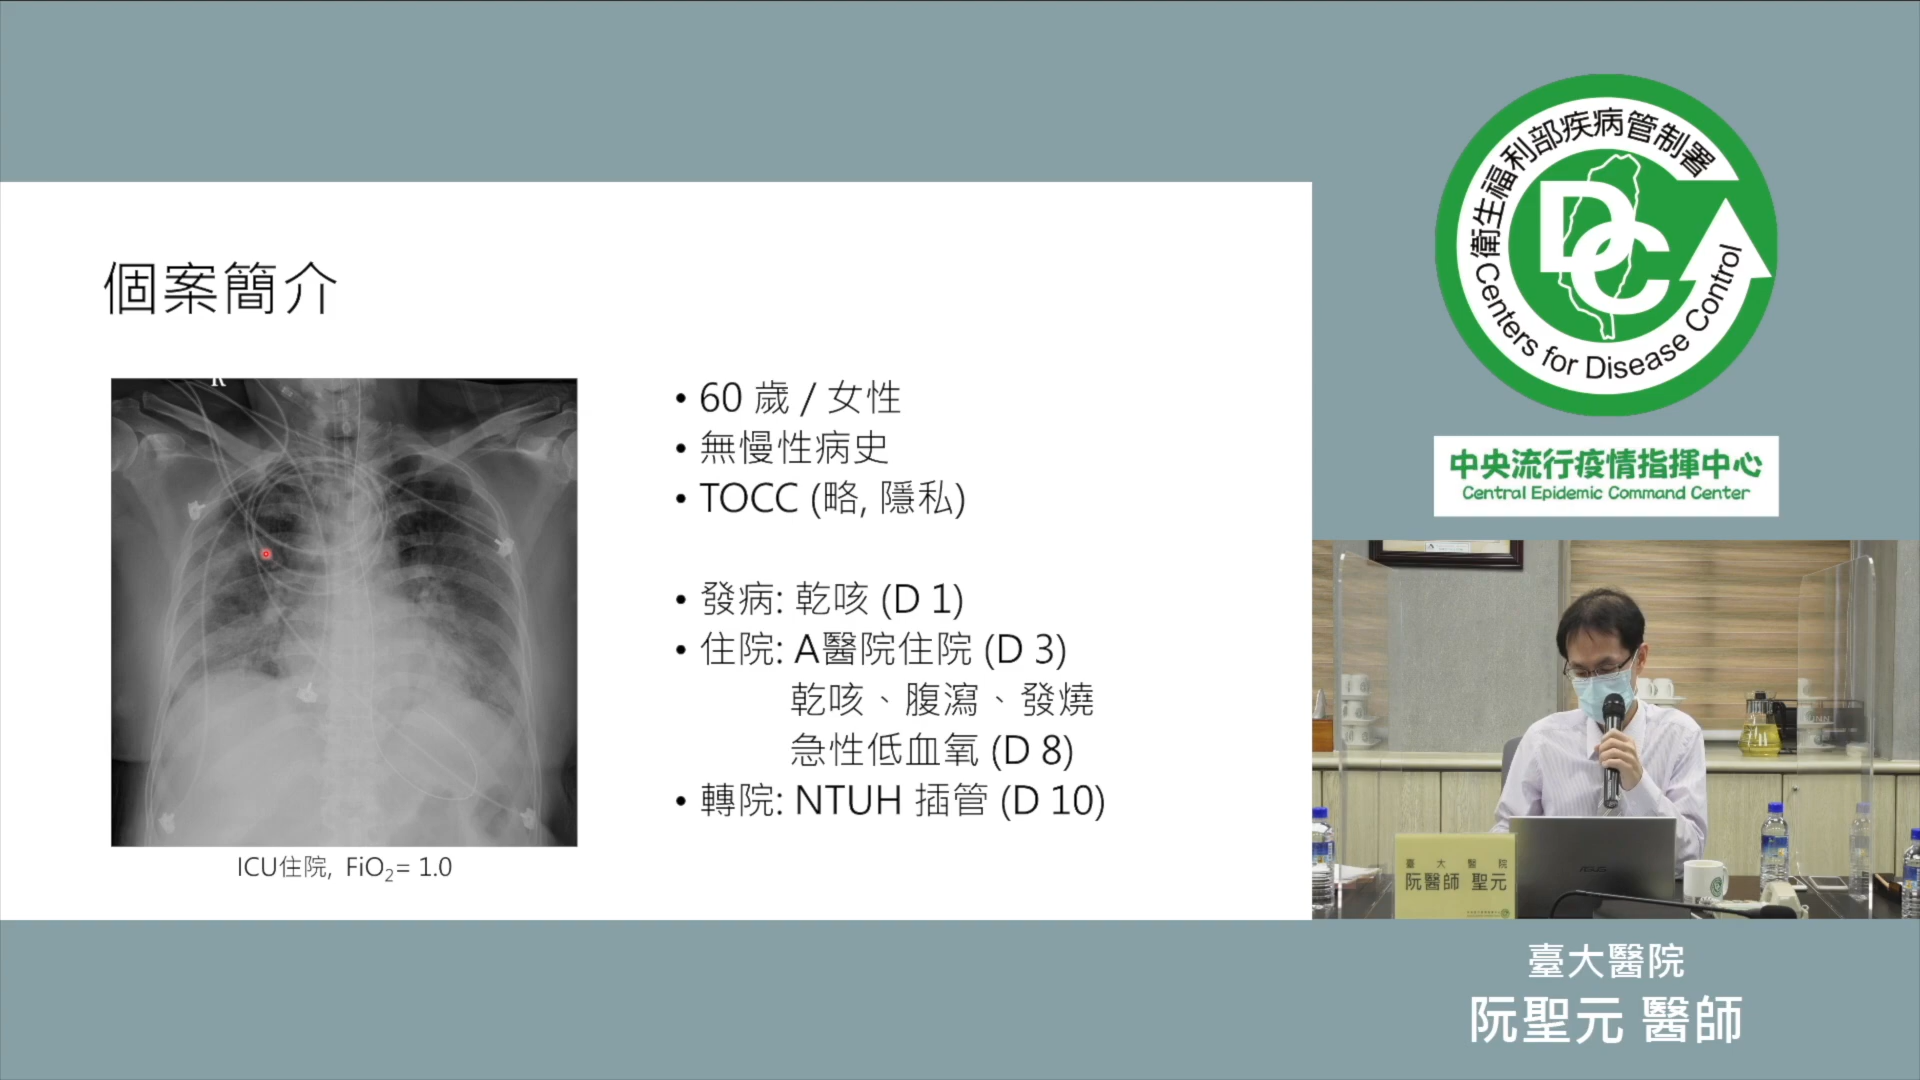 個案簡介
R
ICU住院, FiO2= 1.0
• 60 歲 / 女性
• 無慢性病史
• TOCC (略, 隱私)
• 發病: 乾咳 (D 1)
• 住院: A醫院住院 (D 3)
乾咳、腹瀉、發燒
急性低血氧 (D 8)
• 轉院: NTUH 插管 (D 10)
衛生福利部疾病管制署
DC
Centers for Disease Control
中央流行疫情指揮中心
Central Epidemic Command Center
臺大醫院
阮醫師 聖元
ASUS
臺大醫院
阮聖元 醫師